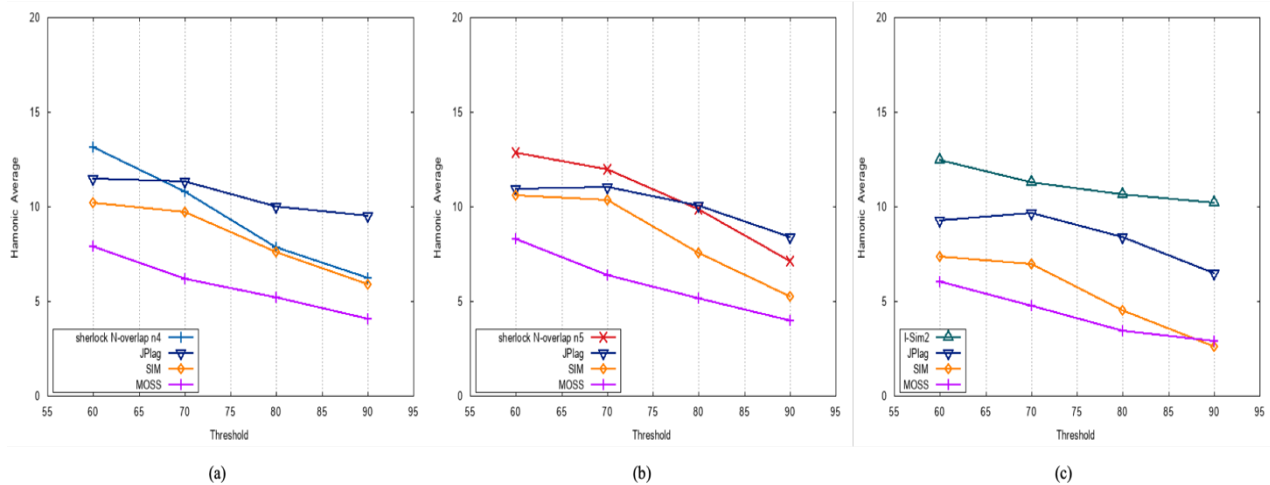 20
15
10
5
0
Hamonic Average
sherlock N-overlap n4
JPlag
SIM
MOSS
55 60 65 70 75 80 85 90 95
Threshold
(a)
20
15
10
5
0
Hamonic Average
sherlock N-overlap n5
JPlag
SIM
MOSS
55 60 65 70 75 80 85 90 95
Threshold
(b)
20
15
10
5
0
Hamonic Average
I-Sim2
JPlag
SIM
MOSS
55 60 65 70 75 80 85 90 95
Threshold
(c)